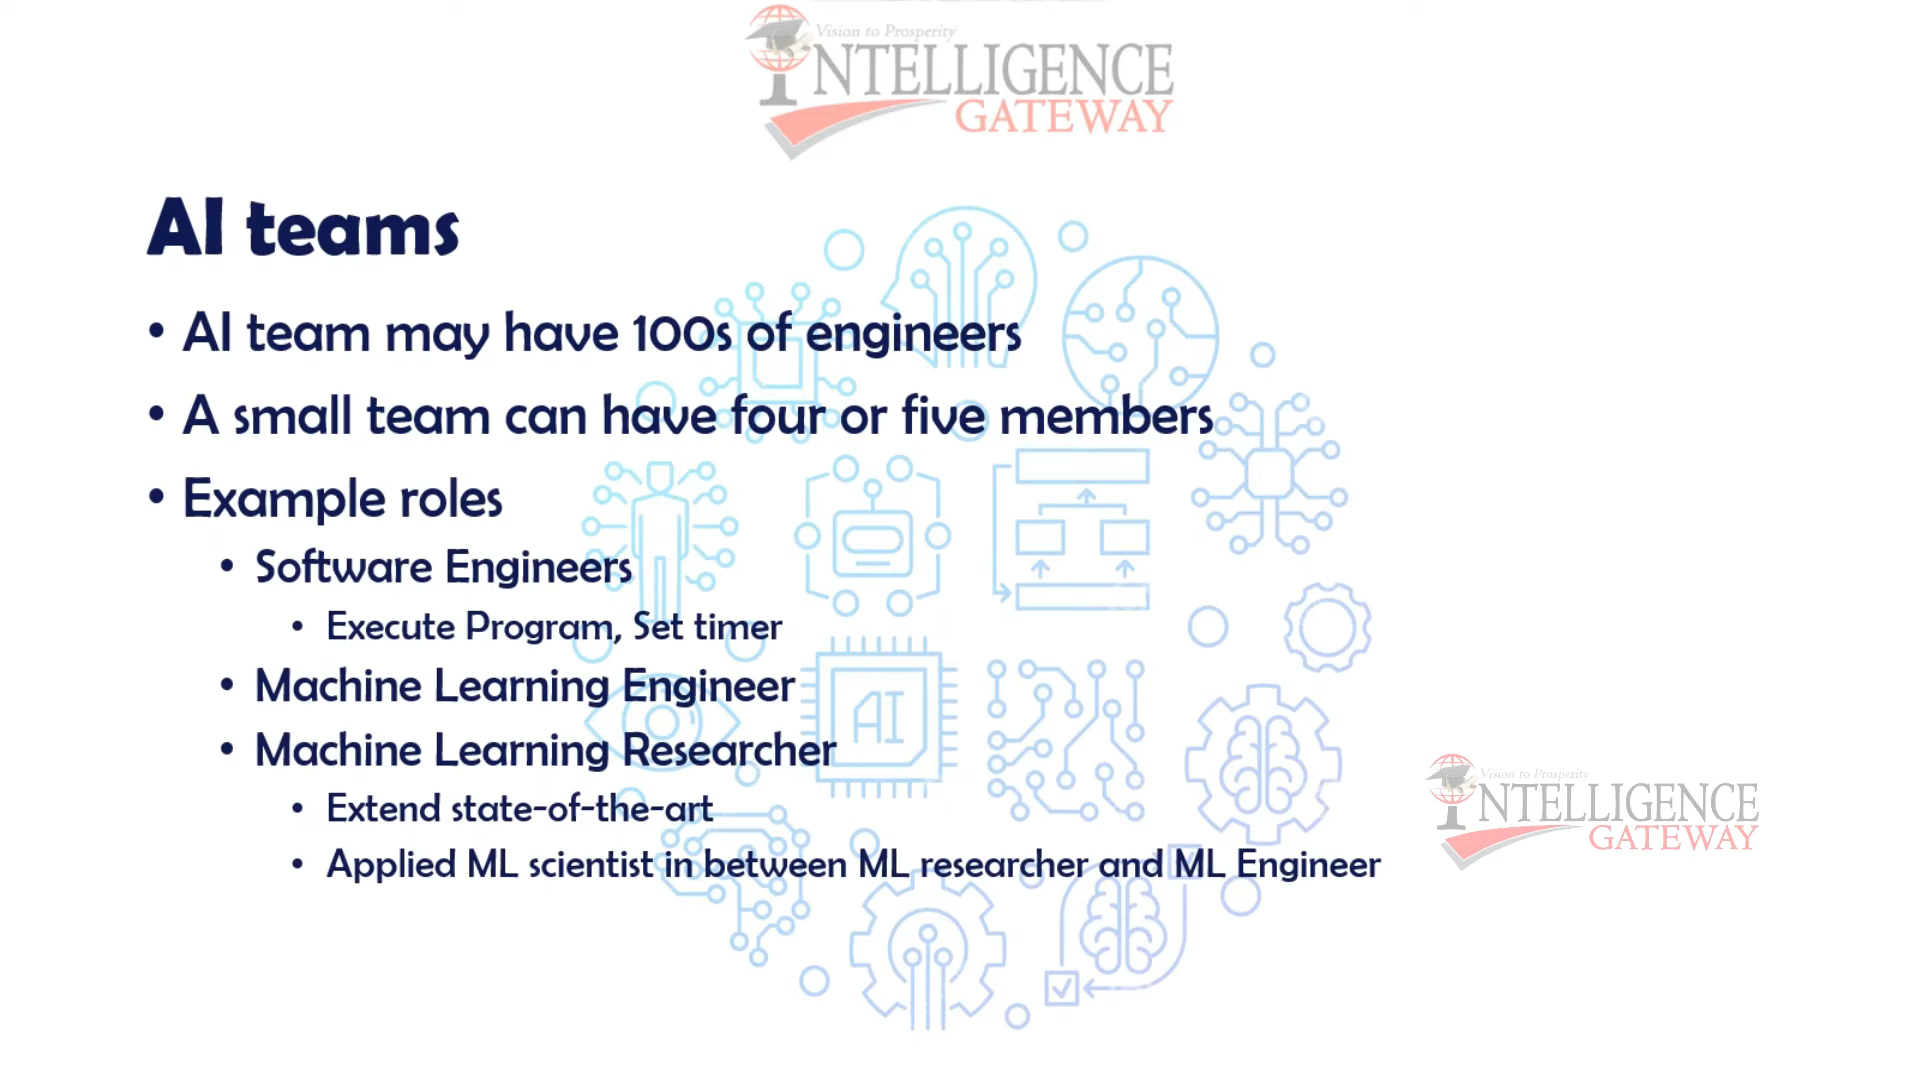 Vision to Prosperity
INTELLIGENCE
GATEWAY
AI teams
• AI team may have 100s of engineers
• A small team can have four or five members
• Example roles
• Software Engineers
• Execute Program, Set timer
• Machine Learning Engineer
• Machine Learning Researcher
• Extend state-of-the-art
• Applied ML scientist in between ML researcher and ML Engineer
AI
Vision to Prosperity
INTELLIGENCE
GATEWAY